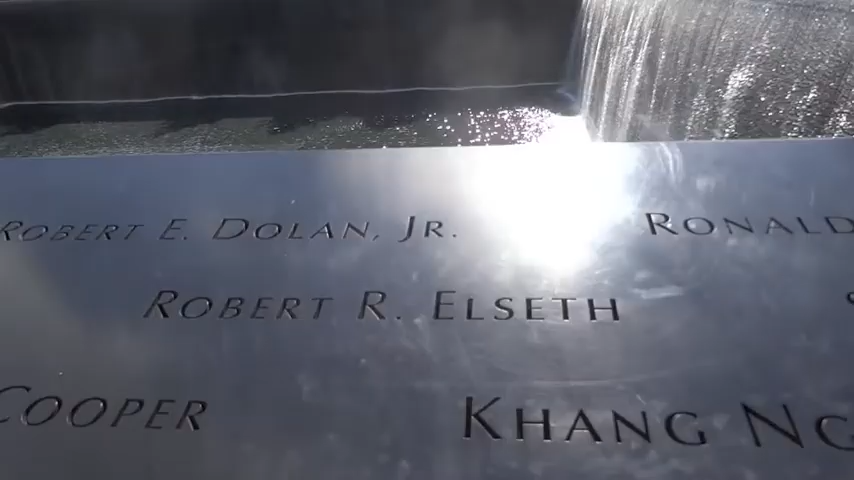 ROBERT E. DOLAN, JR. RONALD
ROBERT R. ELSETH
COOPER KHANG